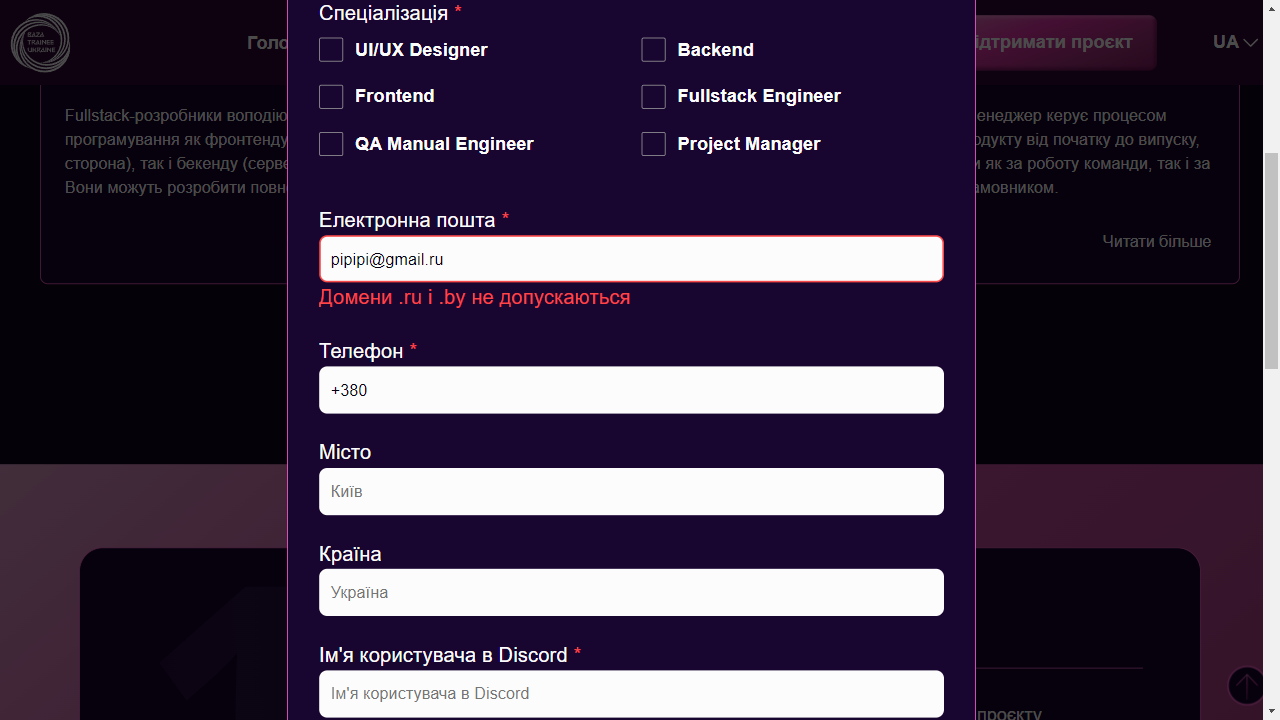 BAZA
TRAINEE
UKRAINE
Голо
ідтримати проєкт
UA
Спеціалізація *
UI/UX Designer
Backend
Frontend
Fullstack Engineer
QA Manual Engineer
Project Manager
Fullstack-розробники володію
програмування як фронтенду
сторона), так і бекенду (серве
Вони можуть розробити повн
енеджер керує процесом
одукту від початку до випуску,
и як за роботу команди, так і за
амовником.
Читати більше
Електронна пошта *
pipipi@gmail.ru
Домени .ru і .by не допускаються
Телефон *
+380
Місто
Київ
Країна
Україна
Ім'я користувача в Discord *
Ім'я користувача в Discord
проєкту